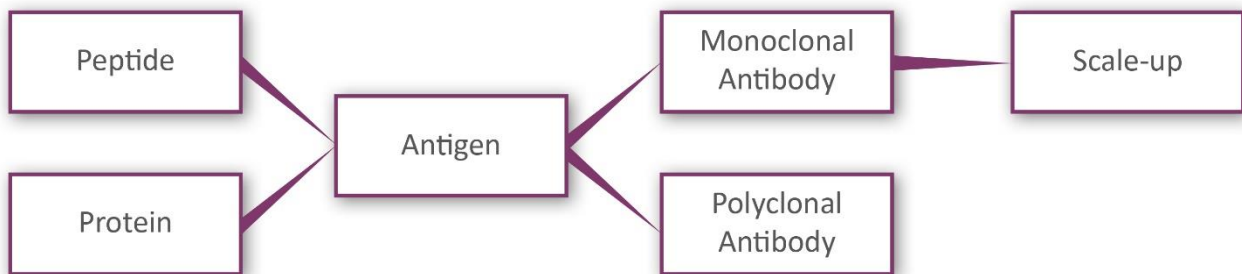 Peptide
Protein
Antigen
Monoclonal
Antibody
Polyclonal
Antibody
Scale-up